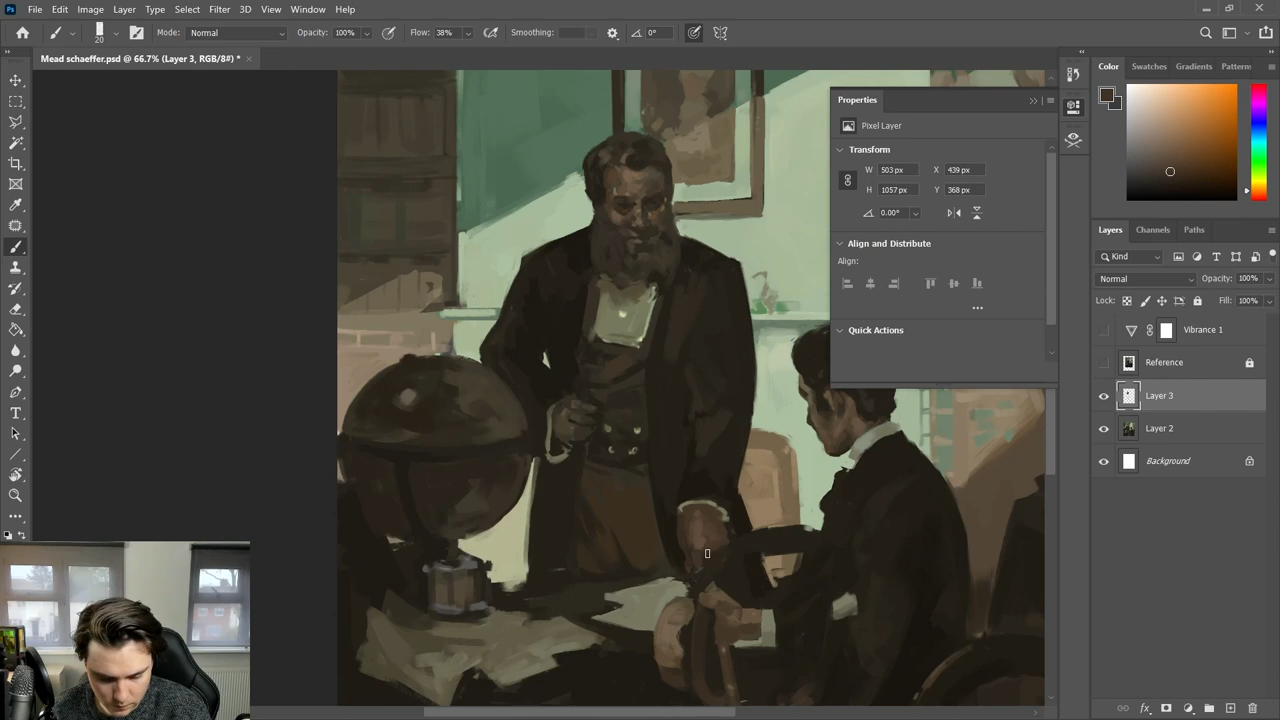 Ps File Edit Image Layer Type Select Filter 3D View Window Help
20 Mode: Normal Opacity: 100% Flow: 38% Smoothing: 0°
Mead schaeffer.psd @ 66.7% (Layer 3, RGB/8#) *
Properties
Pixel Layer
Transform
W 503 px X 439 px
H 1057 px Y 368 px
0.00°
Align and Distribute
Align:
Quick Actions
Color Swatches Gradients Patterns
Layers Channels Paths
Kind
Normal Opacity: 100%
Lock: Fill: 100%
Vibrance 1
Reference
Layer 3
Layer 2
Background